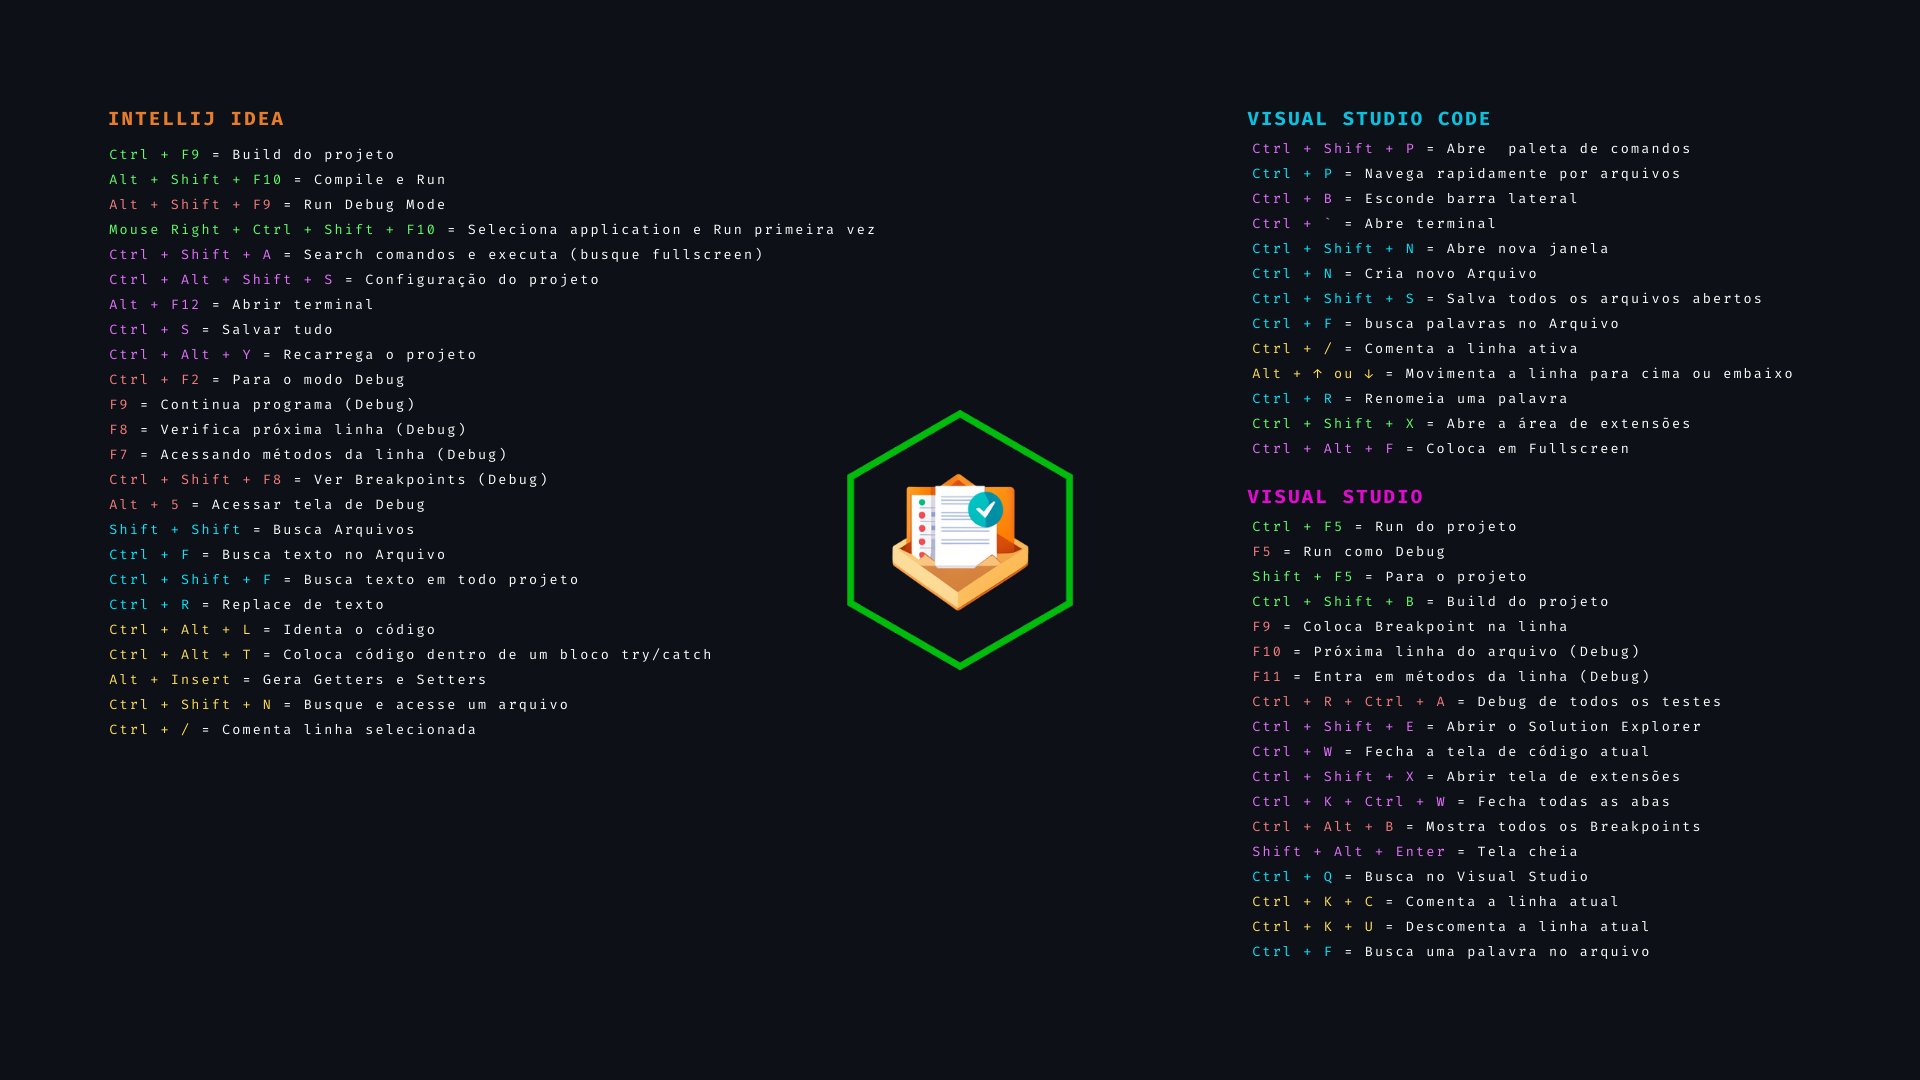 INTELLIJ IDEA
Ctrl + F9 = Build do projeto
Alt + Shift + F10 = Compile e Run
Alt + Shift + F9 = Run Debug Mode
Mouse Right + Ctrl + Shift + F10 = Seleciona application e Run primeira vez
Ctrl + Shift + A = Search comandos e executa (busque fullscreen)
Ctrl + Alt + Shift + S = Configuração do projeto
Alt + F12 = Abrir terminal
Ctrl + S = Salvar tudo
Ctrl + Alt + Y = Recarrega o projeto
Ctrl + F2 = Para o modo Debug
F9 = Continua programa (Debug)
F8 = Verifica próxima linha (Debug)
F7 = Acessando métodos da linha (Debug)
Ctrl + Shift + F8 = Ver Breakpoints (Debug)
Alt + 5 = Acessar tela de Debug
Shift + Shift = Busca Arquivos
Ctrl + F = Busca texto no Arquivo
Ctrl + Shift + F = Busca texto em todo projeto
Ctrl + R = Replace de texto
Ctrl + Alt + L = Identa o código
Ctrl + Alt + T = Coloca código dentro de um bloco try/catch
Alt + Insert = Gera Getters e Setters
Ctrl + Shift + N = Busque e acesse um arquivo
Ctrl + / = Comenta linha selecionada
VISUAL STUDIO CODE
Ctrl + Shift + P = Abre  paleta de comandos
Ctrl + P = Navega rapidamente por arquivos
Ctrl + B = Esconde barra lateral
Ctrl + ` = Abre terminal
Ctrl + Shift + N = Abre nova janela
Ctrl + N = Cria novo Arquivo
Ctrl + Shift + S = Salva todos os arquivos abertos
Ctrl + F = busca palavras no Arquivo
Ctrl + / = Comenta a linha ativa
Alt + ↑ ou ↓ = Movimenta a linha para cima ou embaixo
Ctrl + R = Renomeia uma palavra
Ctrl + Shift + X = Abre a área de extensões
Ctrl + Alt + F = Coloca em Fullscreen
VISUAL STUDIO
Ctrl + F5 = Run do projeto
F5 = Run como Debug
Shift + F5 = Para o projeto
Ctrl + Shift + B = Build do projeto
F9 = Coloca Breakpoint na linha
F10 = Próxima linha do arquivo (Debug)
F11 = Entra em métodos da linha (Debug)
Ctrl + R + Ctrl + A = Debug de todos os testes
Ctrl + Shift + E = Abrir o Solution Explorer
Ctrl + W = Fecha a tela de código atual
Ctrl + Shift + X = Abrir tela de extensões
Ctrl + K + Ctrl + W = Fecha todas as abas
Ctrl + Alt + B = Mostra todos os Breakpoints
Shift + Alt + Enter = Tela cheia
Ctrl + Q = Busca no Visual Studio
Ctrl + K + C = Comenta a linha atual
Ctrl + K + U = Descomenta a linha atual
Ctrl + F = Busca uma palavra no arquivo